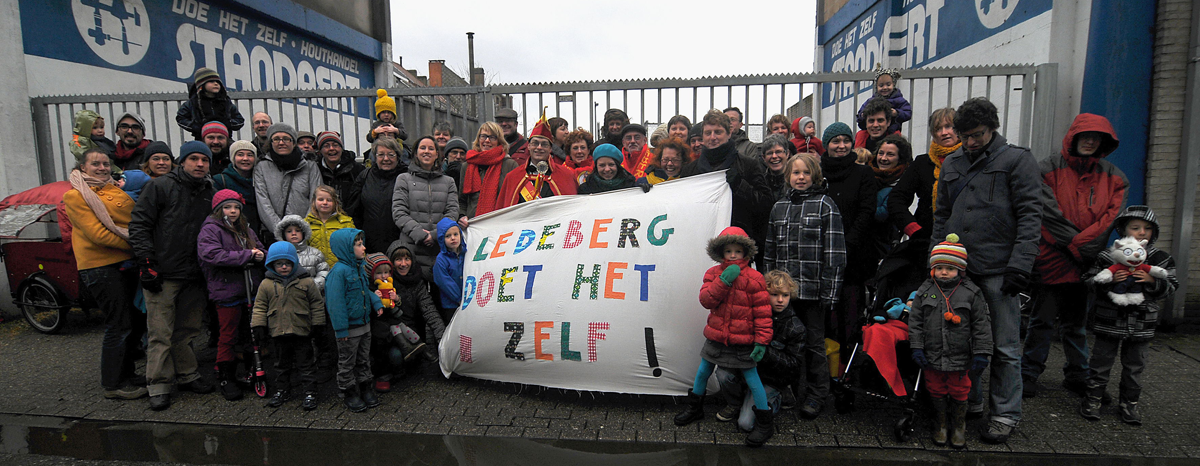 DOE HET ZELF • HOUTHANDEL
STANDAERT
DOE HET ZELF
STANDAERT
LEDEBERG
DOET HET
ZELF !